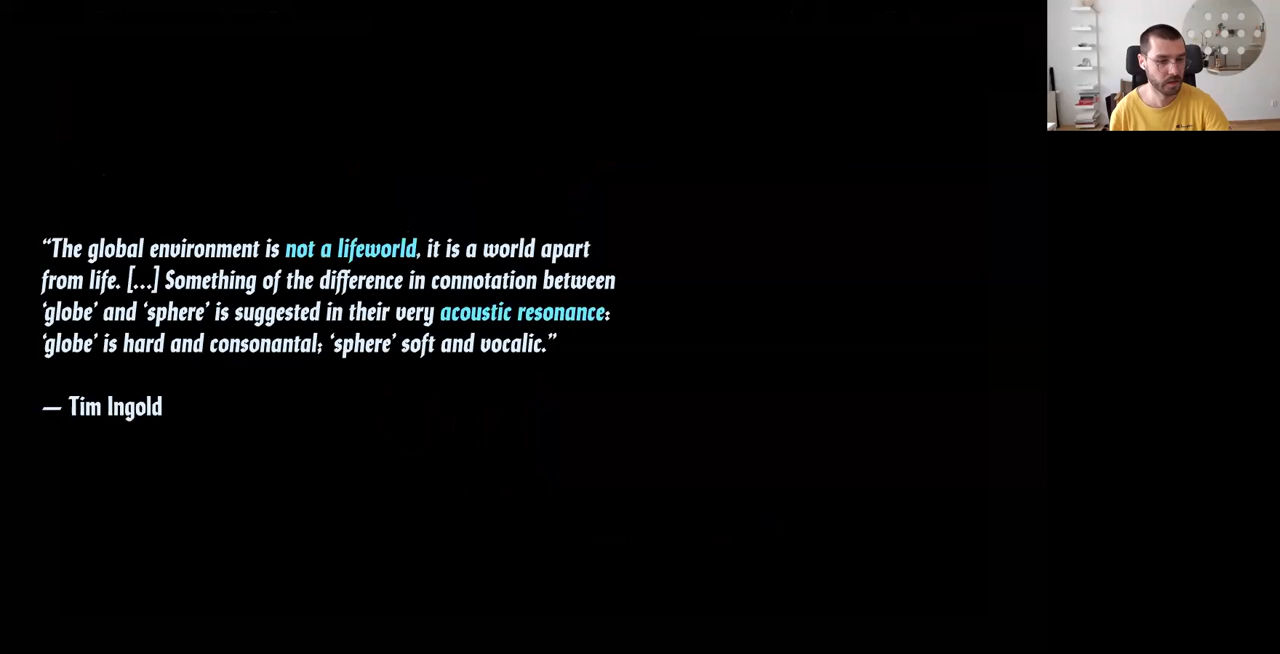 “The global environment is not a lifeworld, it is a world apart
from life. [...] Something of the difference in connotation between
‘globe’ and ‘sphere’ is suggested in their very acoustic resonance:
‘globe’ is hard and consonantal; ‘sphere’ soft and vocalic.”
— Tim Ingold